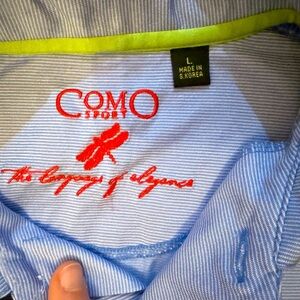 COMO
SPORT
the language of elegance
L
MADE IN
S.KOREA